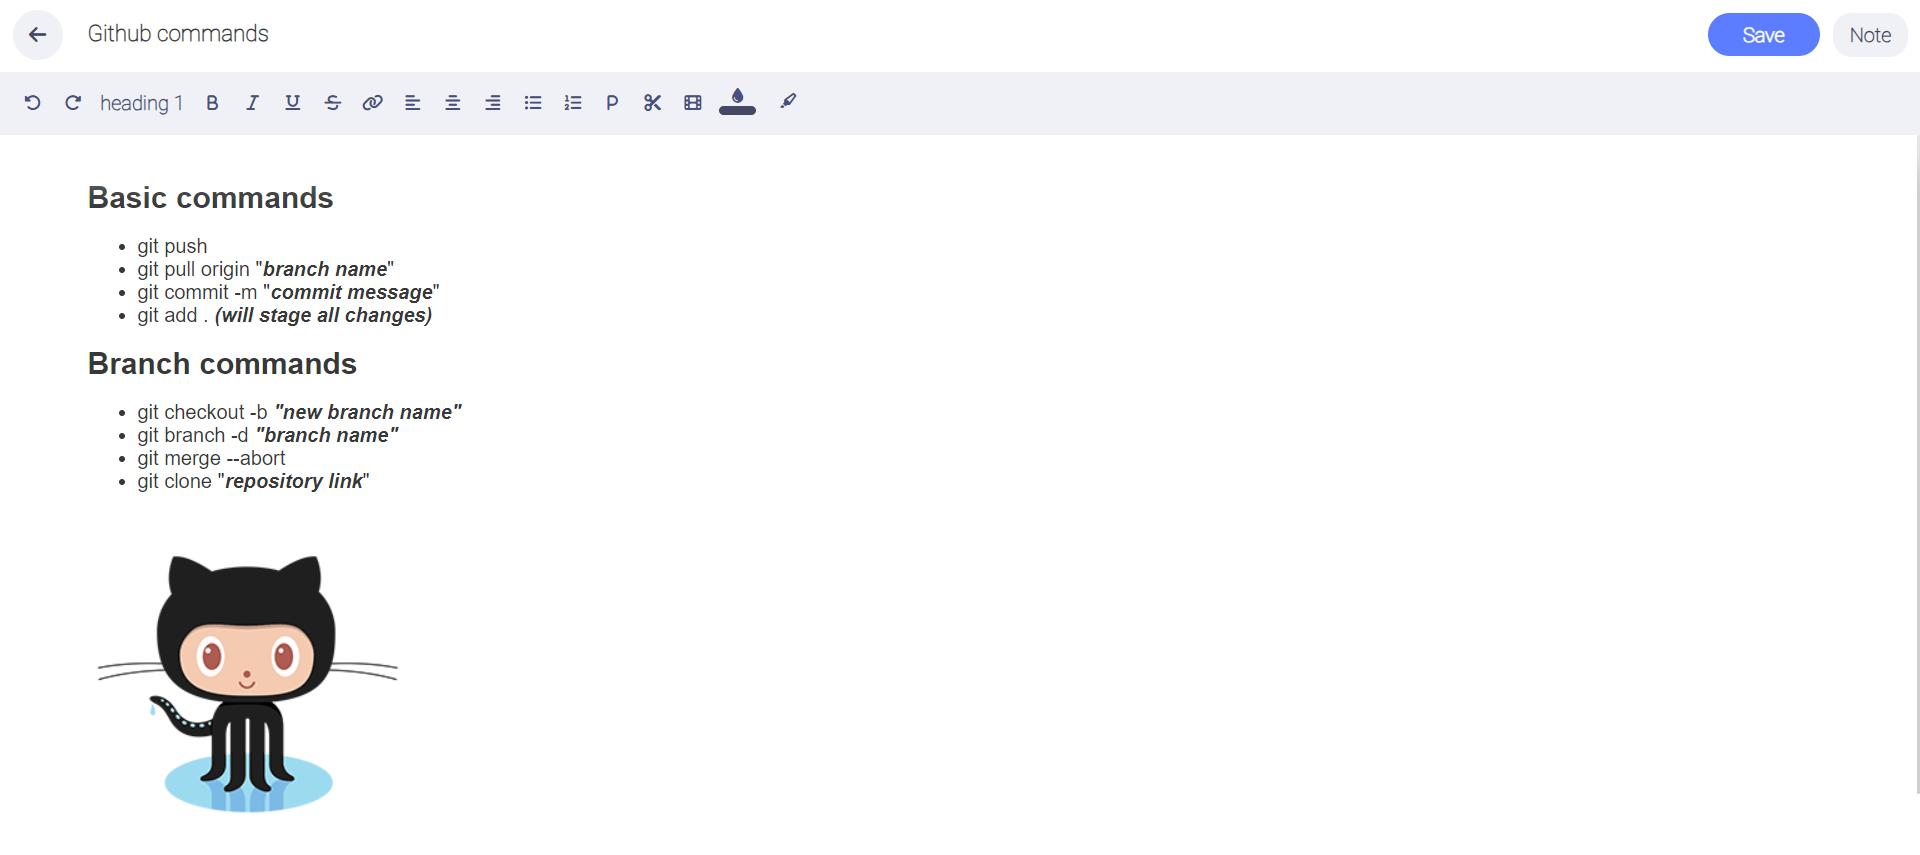 Github commands
Save
Note
heading 1
B
I
U
S
P
Basic commands
git push
git pull origin "branch name"
git commit -m "commit message"
git add . (will stage all changes)
Branch commands
git checkout -b "new branch name"
git branch -d "branch name"
git merge --abort
git clone "repository link"